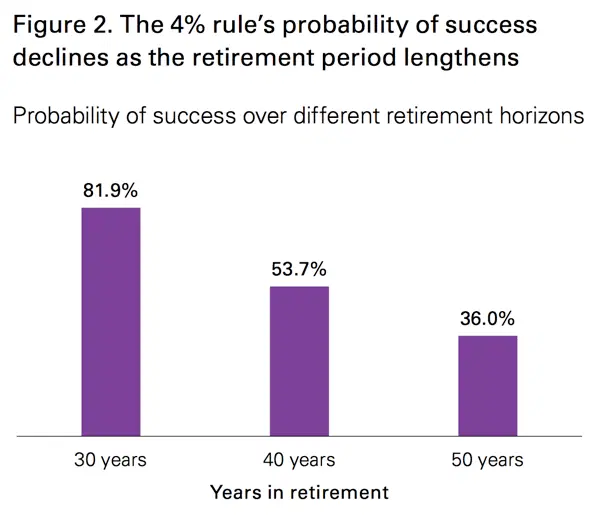 Figure 2. The 4% rule’s probability of success
declines as the retirement period lengthens
Probability of success over different retirement horizons
81.9%
53.7%
36.0%
30 years
40 years
50 years
Years in retirement